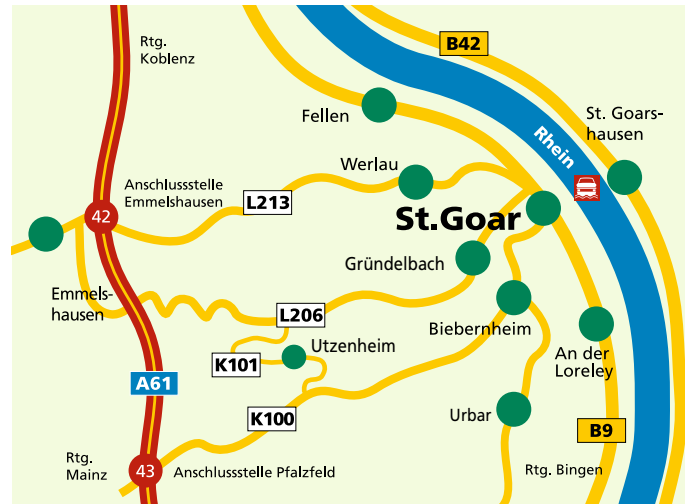 Rtg.
Koblenz
B42
Fellen
St. Goars-
hausen
Rhein
Werlau
Anschlussstelle
Emmelshausen
L213
42
St.Goar
Gründelbach
Emmels-
hausen
L206
Biebernheim
Utzenheim
K101
An der
Loreley
A61
K100
Urbar
B9
Rtg.
Mainz
43
Anschlussstelle Pfalzfeld
Rtg. Bingen